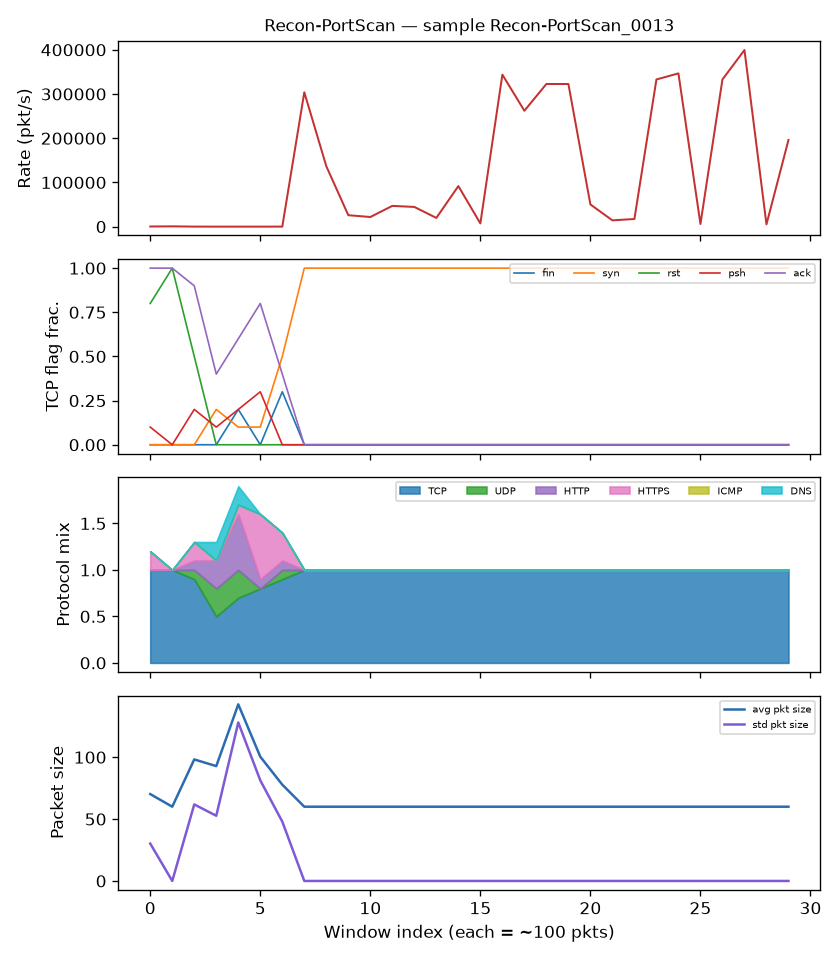 Recon-PortScan — sample Recon-PortScan_0013
Rate (pkt/s)
400000
300000
200000
100000
0
TCP flag frac.
1.00
0.75
0.50
0.25
0.00
fin syn rst psh ack
Protocol mix
1.5
1.0
0.5
0.0
TCP UDP HTTP HTTPS ICMP DNS
Packet size
100
50
0
avg pkt size
std pkt size
0 5 10 15 20 25 30
Window index (each = ~100 pkts)